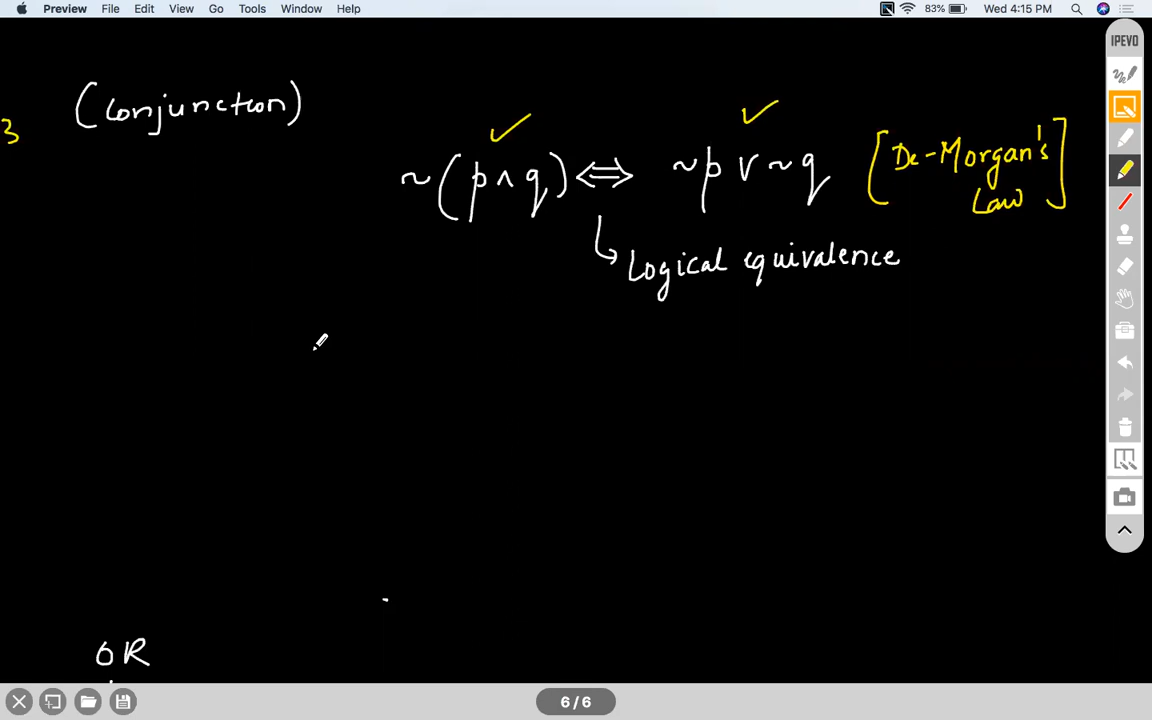 Preview File Edit View Go Tools Window Help 83% Wed 4:15 PM
IPEVO
3
(Conjunction)
~(p ∧ q) ⇔ ~p ∨ ~q [De-Morgan's Law]
Logical equivalence
OR
6/6